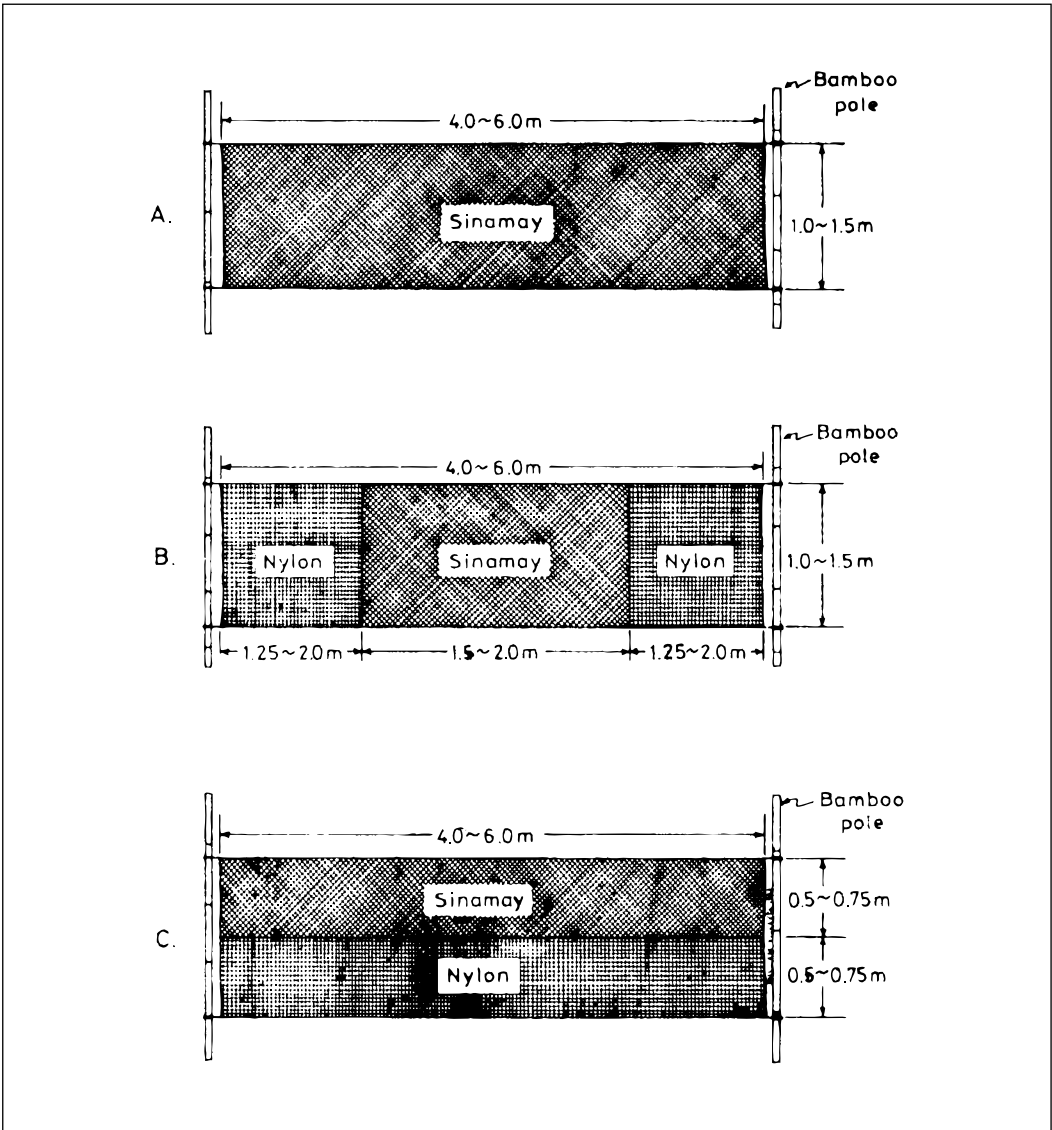 Bamboo
pole
4.0~6.0m
A.
Sinamay
1.0~1.5m
Bamboo
pole
4.0~6.0m
B.
Nylon
Sinamay
Nylon
1.0~1.5m
1.25~2.0m
1.5~2.0m
1.25~2.0m
Bamboo
pole
4.0~6.0m
Sinamay
0.5~0.75m
C.
Nylon
0.5~0.75m